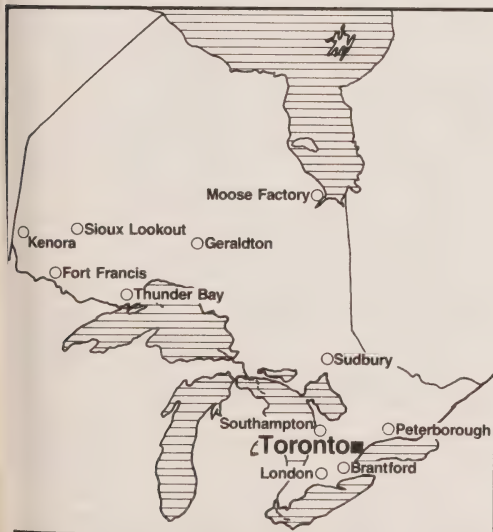 Moose Factory
Sioux Lookout
Kenora
Geraldton
Fort Francis
Thunder Bay
Sudbury
Southampton
Peterborough
Toronto
London
Brantford